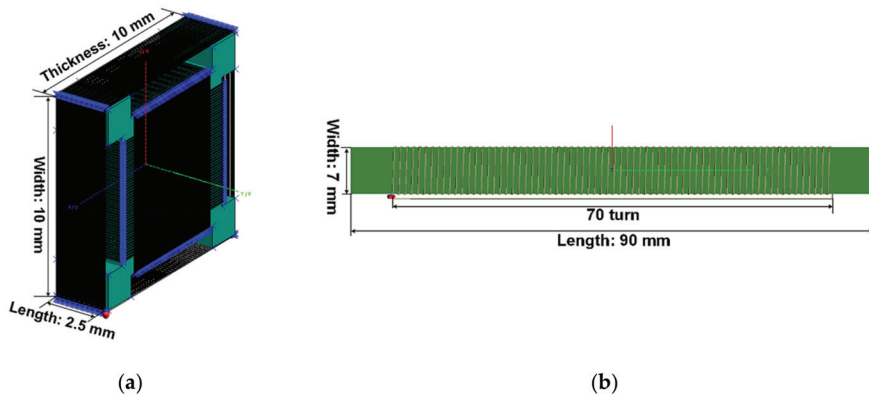 Thickness: 10 mm
Width: 10 mm
Length: 2.5 mm
Width: 7 mm
70 turn
Length: 90 mm
(a)
(b)